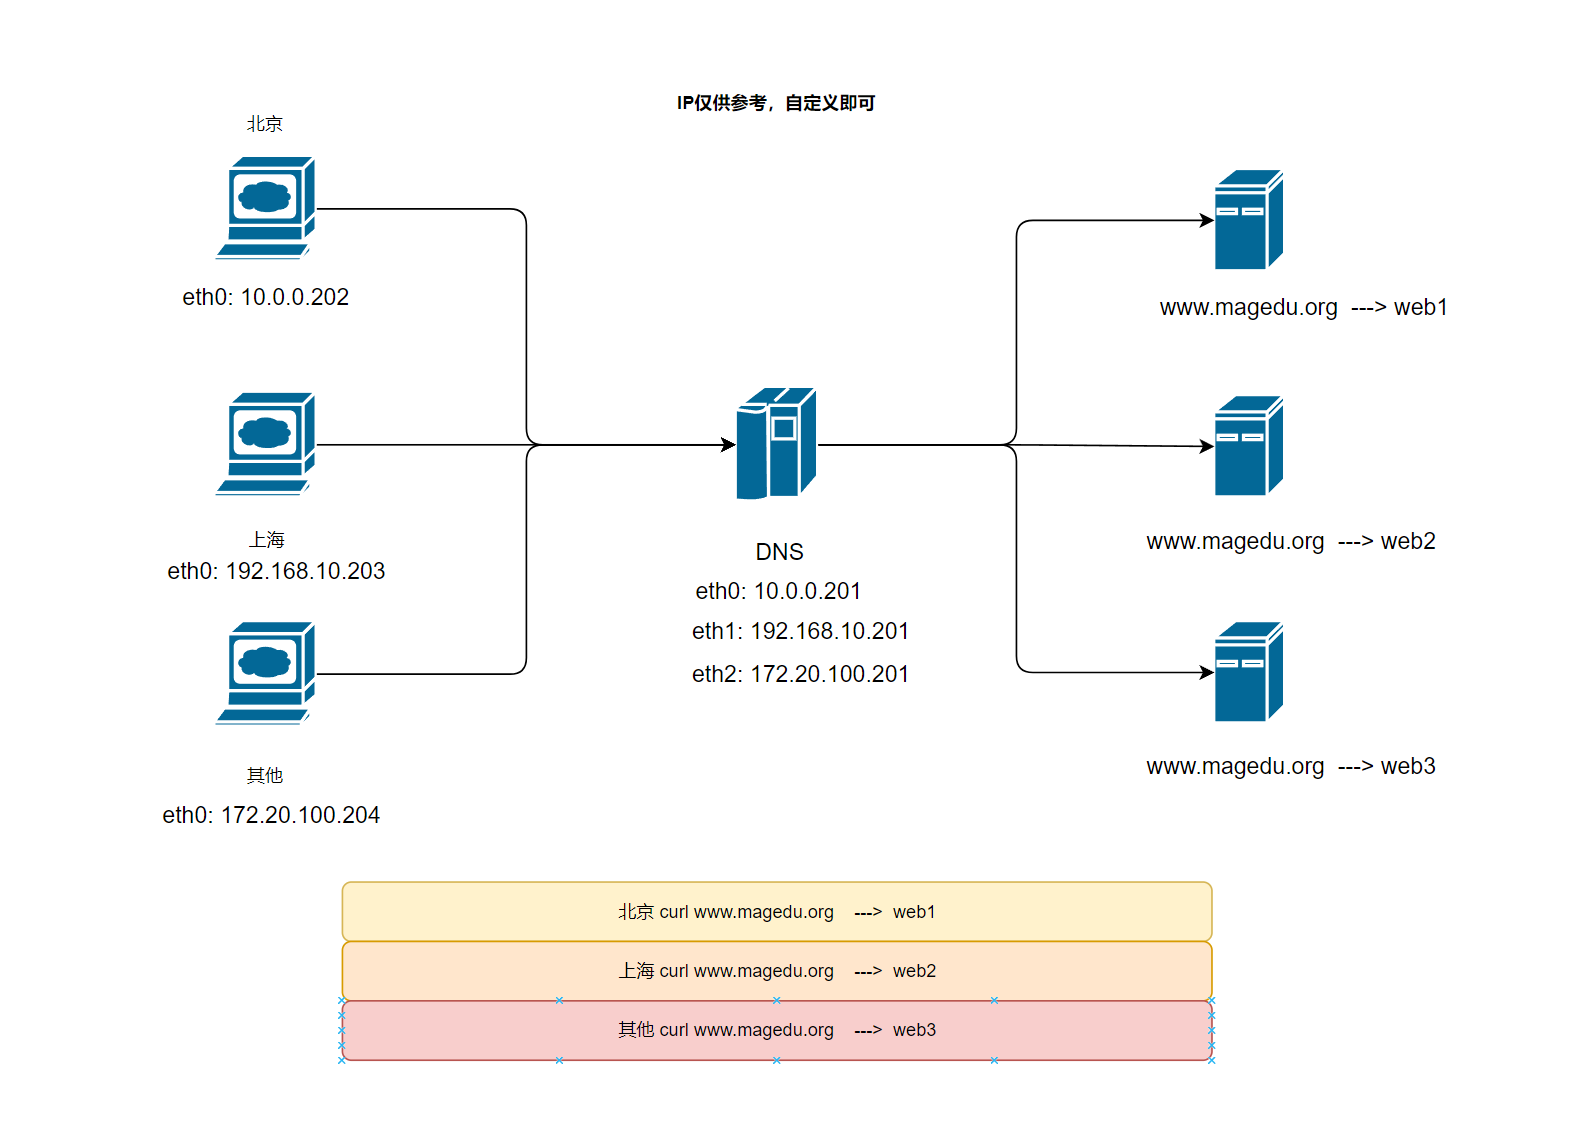 IP仅供参考，自定义即可
北京
eth0: 10.0.0.202
www.magedu.org ---> web1
上海
eth0: 192.168.10.203
DNS
eth0: 10.0.0.201
eth1: 192.168.10.201
eth2: 172.20.100.201
www.magedu.org ---> web2
其他
eth0: 172.20.100.204
www.magedu.org ---> web3
北京 curl www.magedu.org ---> web1
上海 curl www.magedu.org ---> web2
其他 curl www.magedu.org ---> web3